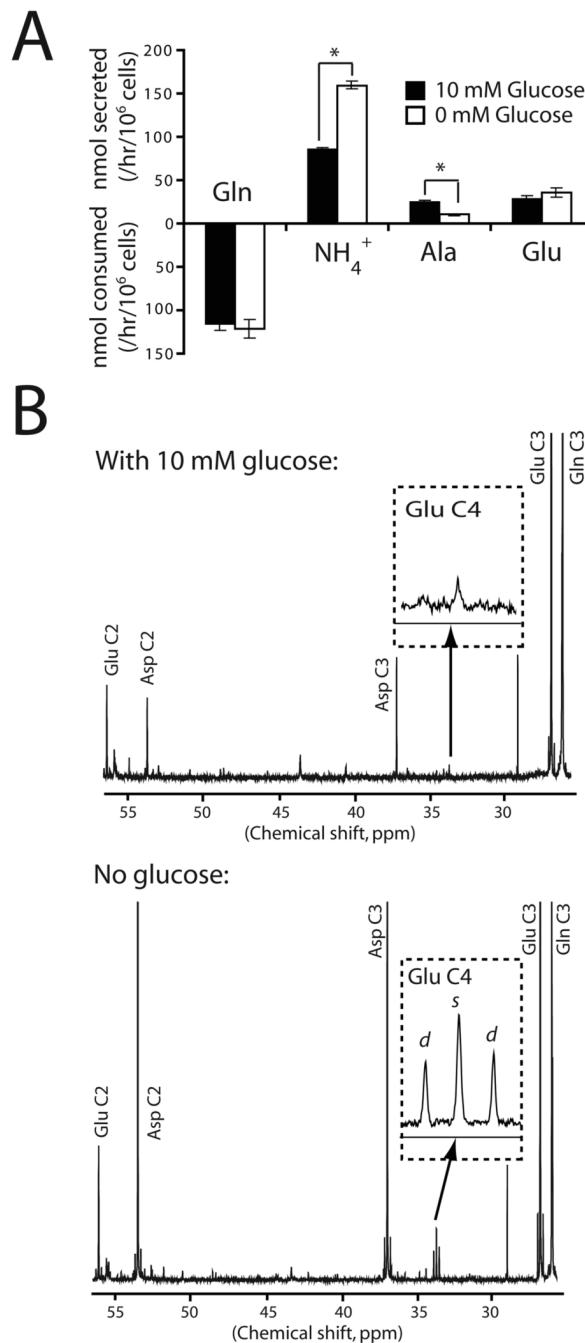 A
nmol secreted
(/hr/10⁶ cells)
200
150
100
50
0
50
100
150
nmol consumed
(/hr/10⁶ cells)
*
*
10 mM Glucose
0 mM Glucose
Gln
NH₄⁺
Ala
Glu
B
With 10 mM glucose:
Glu C2
Asp C2
Asp C3
Glu C4
Glu C3
Gln C3
55
50
45
40
35
30
(Chemical shift, ppm)
No glucose:
Glu C2
Asp C2
Asp C3
Glu C4
d
s
d
Glu C3
Gln C3
55
50
45
40
35
30
(Chemical shift, ppm)